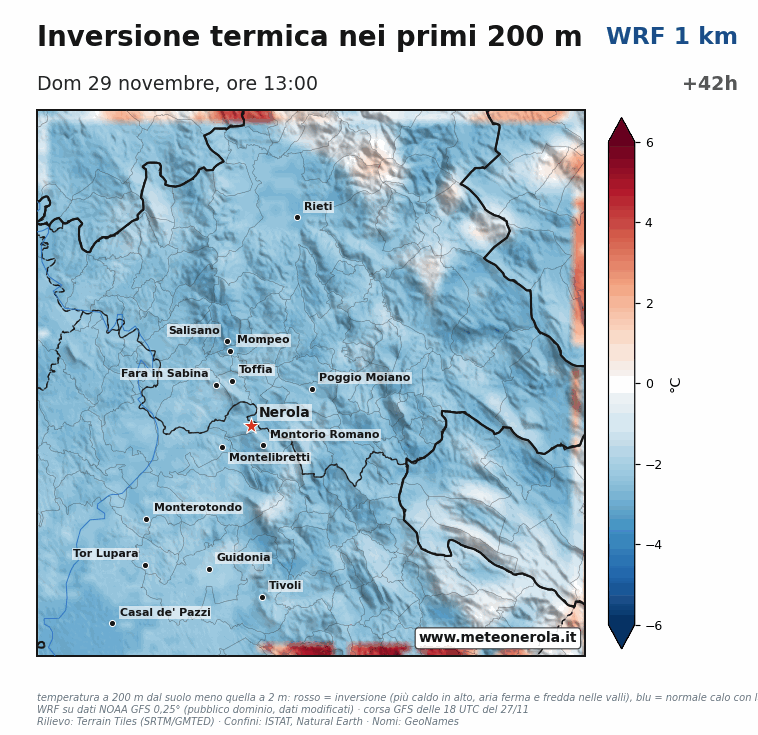 Inversione termica nei primi 200 m WRF 1 km
Dom 29 novembre, ore 13:00 +42h
Rieti
Salisano
Mompeo
Toffia
Fara in Sabina
Poggio Moiano
Nerola
Montorio Romano
Montelibretti
Monterotondo
Tor Lupara
Guidonia
Tivoli
Casal de' Pazzi
www.meteonerola.it
6
4
2
0
−2
−4
−6
°C
temperatura a 200 m dal suolo meno quella a 2 m: rosso = inversione (più caldo in alto, aria ferma e fredda nelle valli), blu = normale calo con
WRF su dati NOAA GFS 0,25° (pubblico dominio, dati modificati) · corsa GFS delle 18 UTC del 27/11
Rilievo: Terrain Tiles (SRTM/GMTED) · Confini: ISTAT, Natural Earth · Nomi: GeoNames